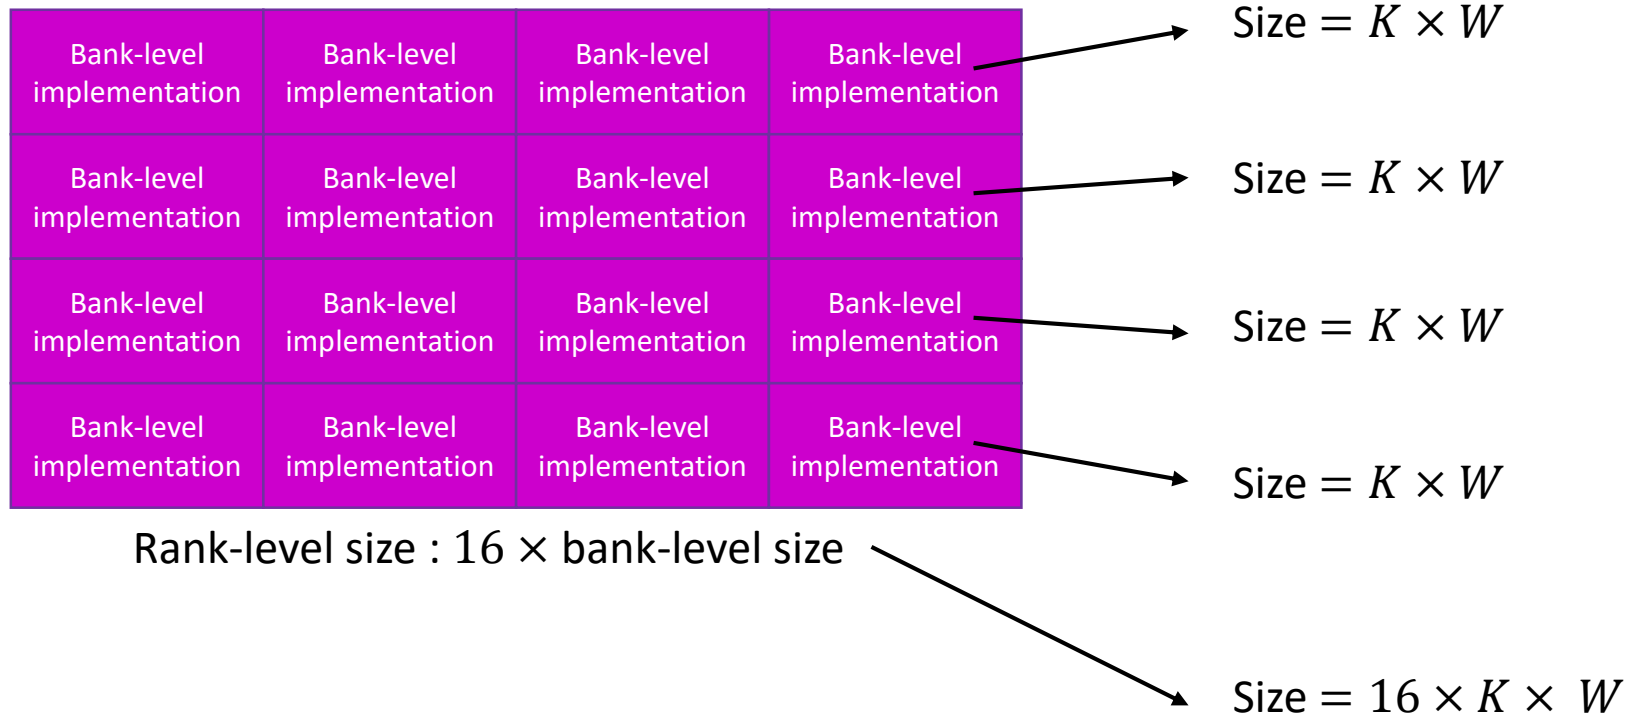 Bank-level
implementation
Bank-level
implementation
Bank-level
implementation
Bank-level
implementation
Size = K × W
Bank-level
implementation
Bank-level
implementation
Bank-level
implementation
Bank-level
implementation
Size = K × W
Bank-level
implementation
Bank-level
implementation
Bank-level
implementation
Bank-level
implementation
Size = K × W
Bank-level
implementation
Bank-level
implementation
Bank-level
implementation
Bank-level
implementation
Size = K × W
Rank-level size : 16 × bank-level size
Size = 16 × K × W